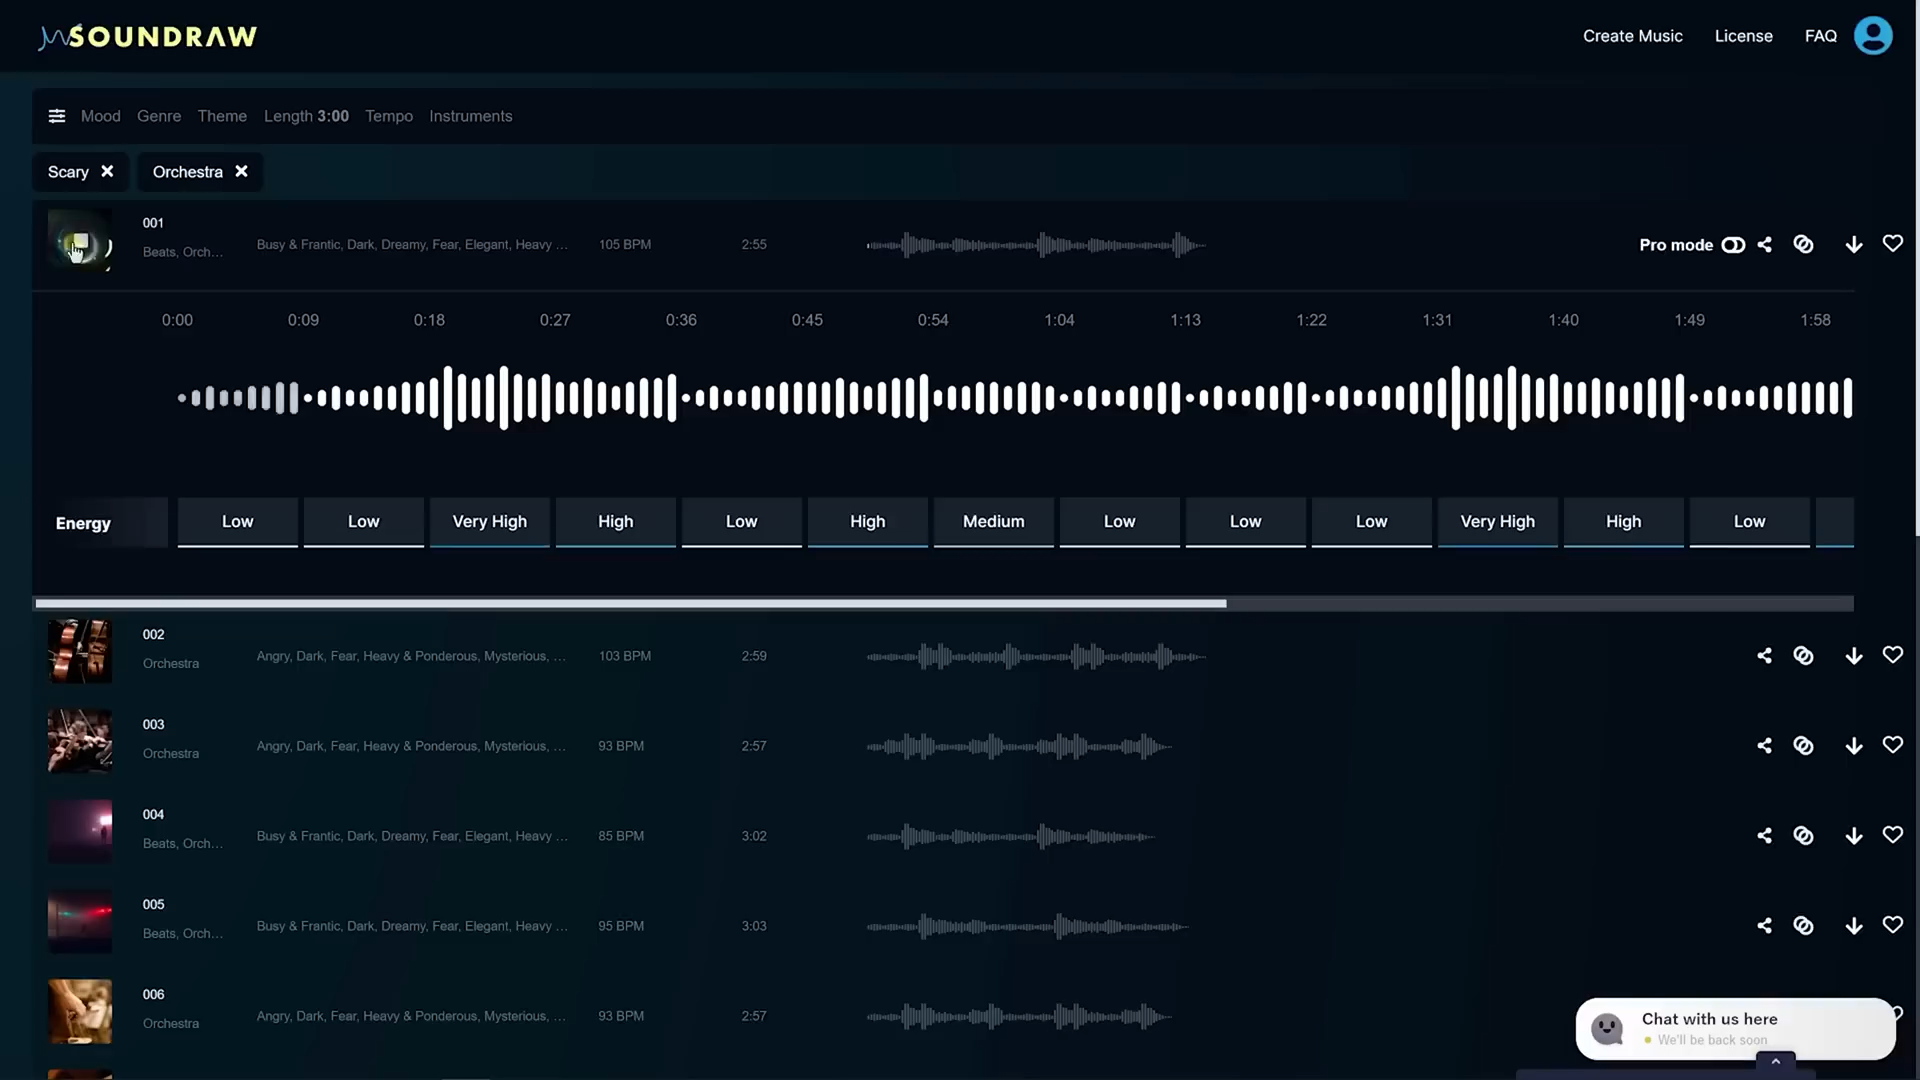 SOUNDRAW
Create Music License FAQ
Mood Genre Theme Length 3:00 Tempo Instruments
Scary Orchestra
001
Beats, Orch... Busy & Frantic, Dark, Dreamy, Fear, Elegant, Heavy ... 105 BPM 2:55 Pro mode
0:00 0:09 0:18 0:27 0:36 0:45 0:54 1:04 1:13 1:22 1:31 1:40 1:49 1:58
Energy Low Low Very High High Low High Medium Low Low Low Very High High Low
002
Orchestra Angry, Dark, Fear, Heavy & Ponderous, Mysterious, ... 103 BPM 2:59
003
Orchestra Angry, Dark, Fear, Heavy & Ponderous, Mysterious, ... 93 BPM 2:57
004
Beats, Orch... Busy & Frantic, Dark, Dreamy, Fear, Elegant, Heavy ... 85 BPM 3:02
005
Beats, Orch... Busy & Frantic, Dark, Dreamy, Fear, Elegant, Heavy ... 95 BPM 3:03
006
Orchestra Angry, Dark, Fear, Heavy & Ponderous, Mysterious, ... 93 BPM 2:57
Chat with us here
We'll be back soon